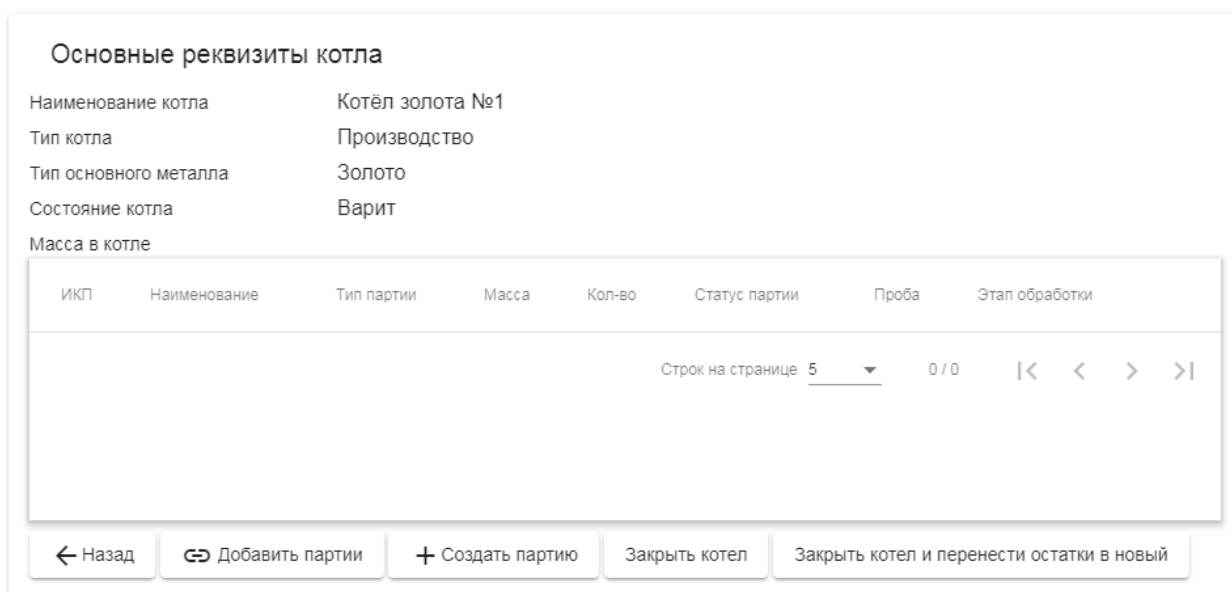 Основные реквизиты котла
Наименование котла Котёл золота №1
Тип котла Производство
Тип основного металла Золото
Состояние котла Варит
Масса в котле
ИКП Наименование Тип партии Масса Кол-во Статус партии Проба Этап обработки
Строк на странице 5 0 / 0
Назад Добавить партии Создать партию Закрыть котел Закрыть котел и перенести остатки в новый